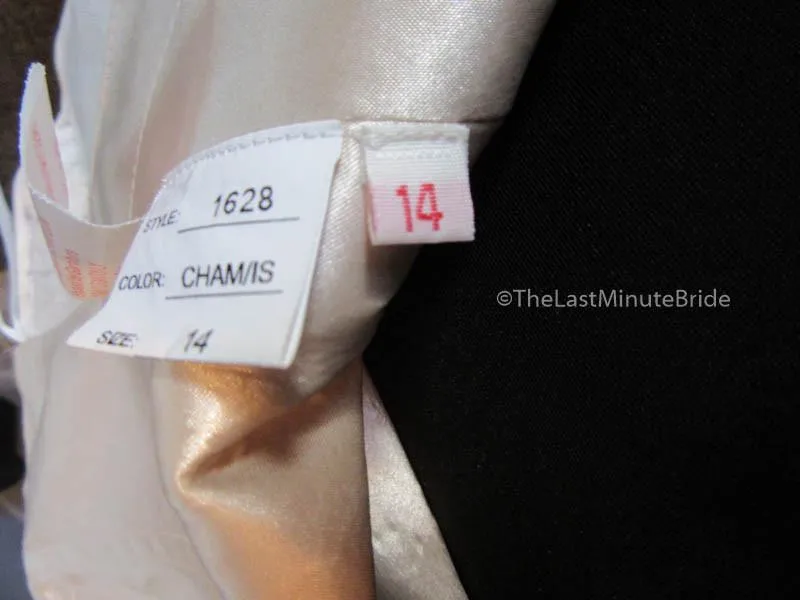 STYLE: 1628
COLOR: CHAM/IS
SIZE: 14
14
©TheLastMinuteBride